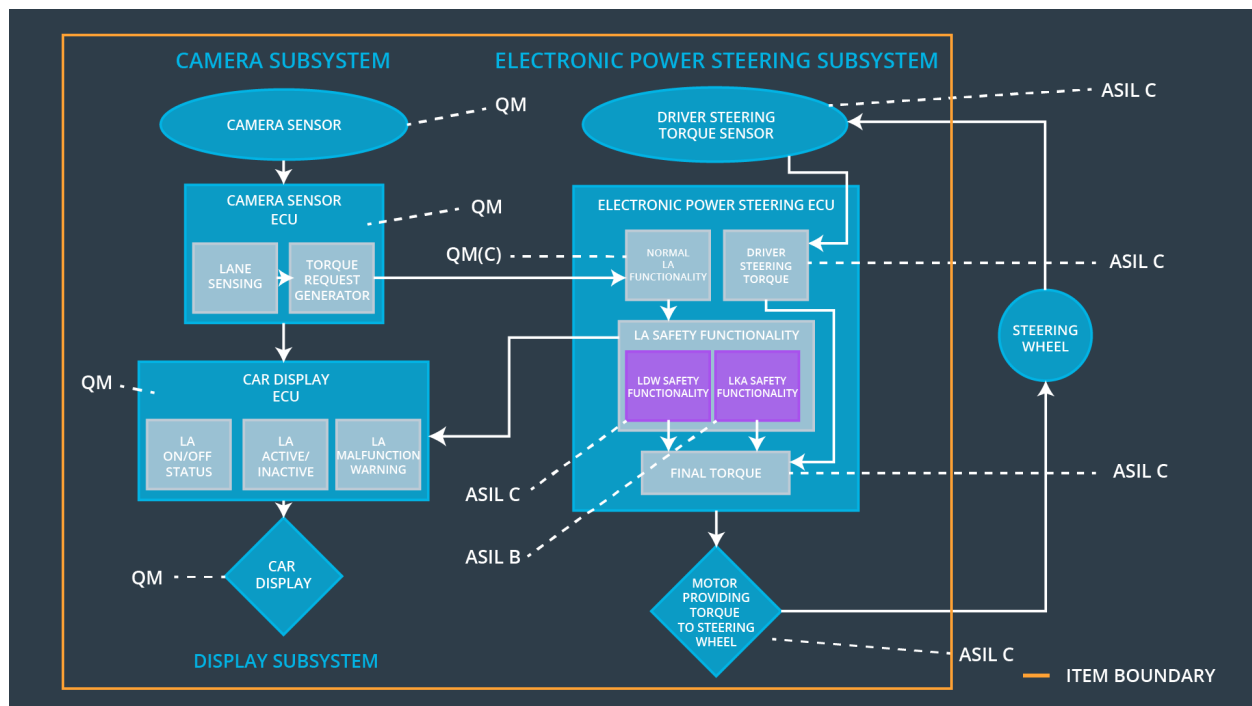 CAMERA SUBSYSTEM
ELECTRONIC POWER STEERING SUBSYSTEM
CAMERA SENSOR
QM
DRIVER STEERING
TORQUE SENSOR
ASIL C
CAMERA SENSOR
ECU
QM
LANE
SENSING
TORQUE
REQUEST
GENERATOR
ELECTRONIC POWER STEERING ECU
QM(C)
NORMAL
LA
FUNCTIONALITY
DRIVER
STEERING
TORQUE
ASIL C
LA SAFETY FUNCTIONALITY
LDW SAFETY
FUNCTIONALITY
LKA SAFETY
FUNCTIONALITY
STEERING
WHEEL
QM
CAR DISPLAY
ECU
LA
ON/OFF
STATUS
LA
ACTIVE/
INACTIVE
LA
MALFUNCTION
WARNING
FINAL TORQUE
ASIL C
ASIL C
ASIL B
QM
CAR
DISPLAY
MOTOR
PROVIDING
TORQUE
TO STEERING
WHEEL
ASIL C
DISPLAY SUBSYSTEM
ITEM BOUNDARY